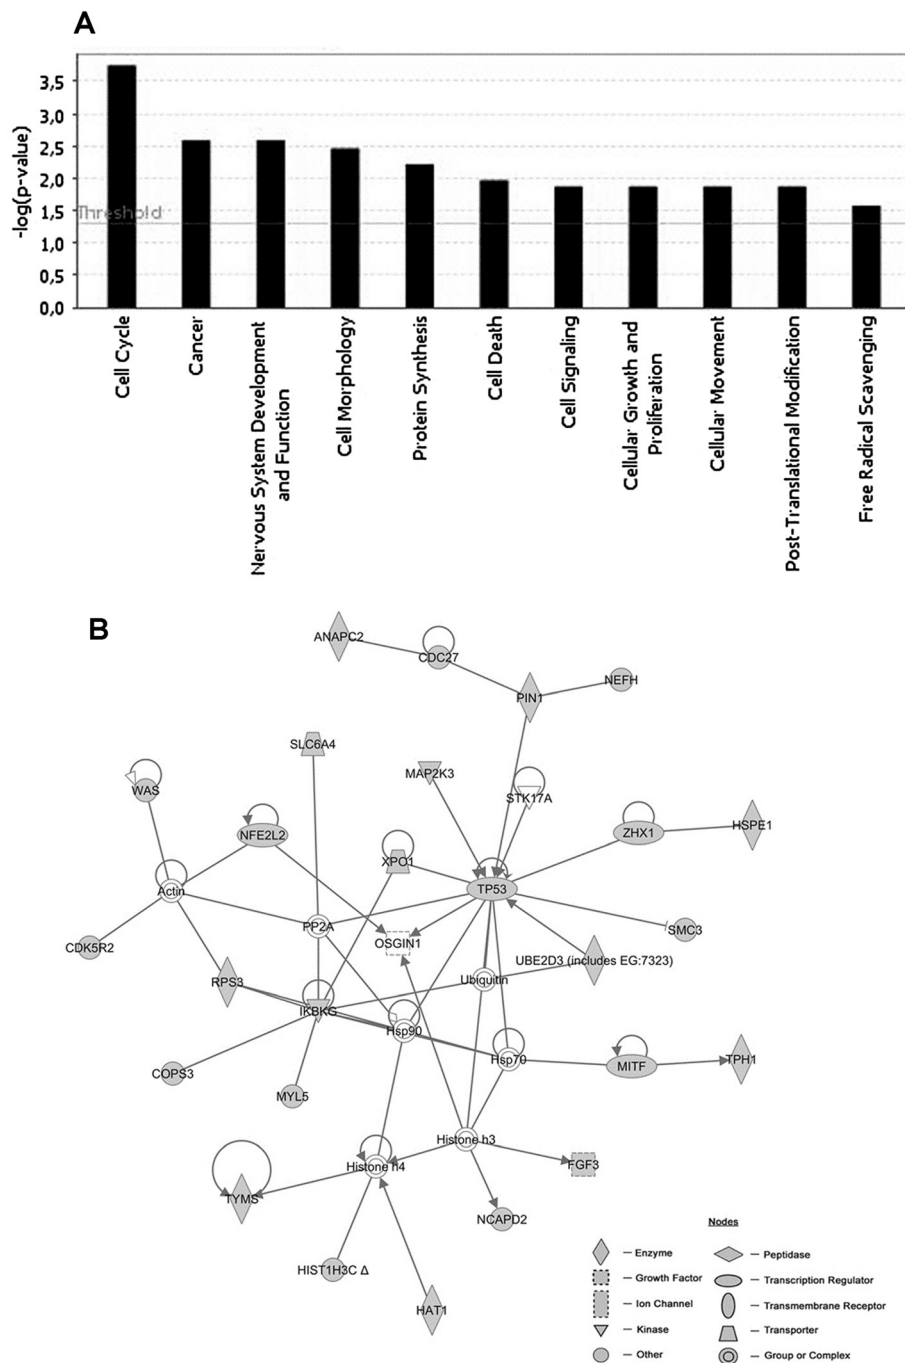 A
-log(p-value)
3,5
3,0
2,5
2,0
1,5
1,0
0,5
0,0
Threshold
Cell Cycle
Cancer
Nervous System Development
and Function
Cell Morphology
Protein Synthesis
Cell Death
Cell Signaling
Cellular Growth and
Proliferation
Cellular Movement
Post-Translational Modification
Free Radical Scavenging
B
ANAPC2
CDC27
PIN1
NEFH
SLC6A4
MAP2K3
STK17A
WAS
NFE2L2
XPO1
ZHX1
HSPE1
Actin
TP53
PP2A
OSGIN1
SMC3
CDK5R2
RPS3
Ubiquitin
UBE2D3 (includes EG:7323)
IKBKG
Hsp90
Hsp70
MITF
TPH1
COPS3
MYL5
Histone h3
Histone h4
FGF3
TYMS
NCAPD2
HIST1H3C Δ
HAT1
Nodes
– Enzyme
– Growth Factor
– Ion Channel
– Kinase
– Other
– Peptidase
– Transcription Regulator
– Transmembrane Receptor
– Transporter
– Group or Complex